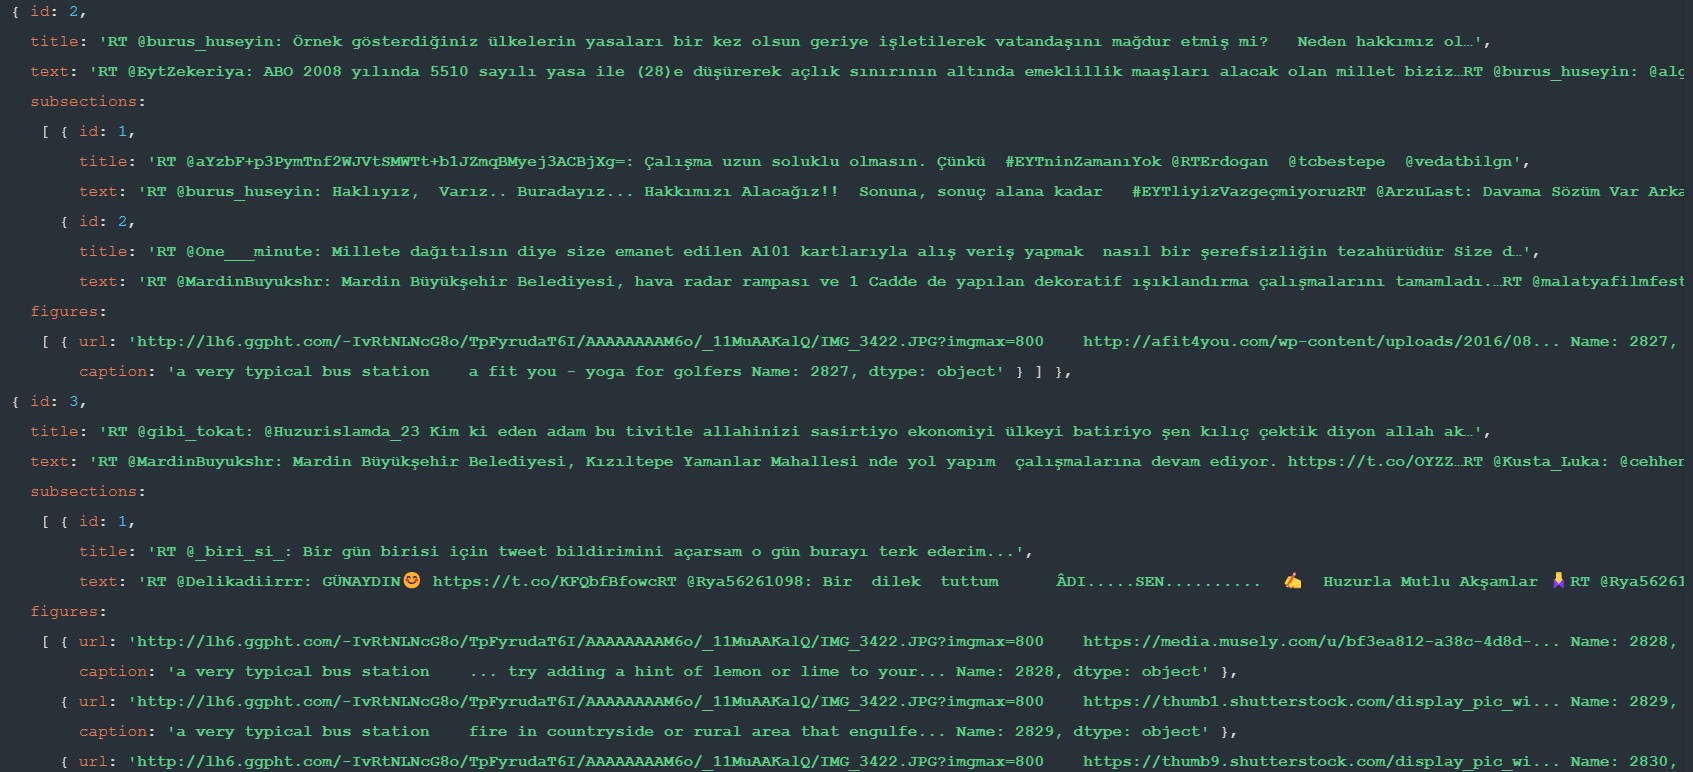 { id: 2,
title: 'RT @burus_huseyin: Örnek gösterdiğiniz ülkelerin yasaları bir kez olsun geriye işletilerek vatandaşını mağdur etmiş mi?   Neden hakkımız ol…',
text: 'RT @EytZekeriya: ABO 2008 yılında 5510 sayılı yasa ile (28)e düşürerek açlık sınırının altında emeklillik maaşları alacak olan millet biziz…RT @burus_huseyin: @alç
subsections:
[ { id: 1,
title: 'RT @aYzbF+p3PymTnf2WJVtSMWTt+b1JZmqBMyej3ACBjXg=: Çalışma uzun soluklu olmasın. Çünkü  #EYTninZamanıYok @RTErdogan  @tcbestepe  @vedatbilgn',
text: 'RT @burus_huseyin: Haklıyız,  Varız.. Buradayız... Hakkımızı Alacağız!!  Sonuna, sonuç alana kadar   #EYTliyizVazgeçmiyoruzRT @ArzuLast: Davama Sözüm Var Arka
{ id: 2,
title: 'RT @One___minute: Millete dağıtılsın diye size emanet edilen A101 kartlarıyla alış veriş yapmak  nasıl bir şerefsizliğin tezahürüdür Size d…',
text: 'RT @MardinBuyukshr: Mardin Büyükşehir Belediyesi, hava radar rampası ve 1 Cadde de yapılan dekoratif ışıklandırma çalışmalarını tamamladı.…RT @malatyafilmfest
figures:
[ { url: 'http://lh6.ggpht.com/-IvRtNLNcG8o/TpFyrudaT6I/AAAAAAAAM6o/_11MuAAKalQ/IMG_3422.JPG?imgmax=800    http://afit4you.com/wp-content/uploads/2016/08... Name: 2827,
caption: 'a very typical bus station    a fit you - yoga for golfers Name: 2827, dtype: object' } ] },
{ id: 3,
title: 'RT @gibi_tokat: @Huzurislamda_23 Kim ki eden adam bu tivitle allahinizi sasirtiyo ekonomiyi ülkeyi batiriyo şen kılıç çektik diyon allah ak…',
text: 'RT @MardinBuyukshr: Mardin Büyükşehir Belediyesi, Kızıltepe Yamanlar Mahallesi nde yol yapım  çalışmalarına devam ediyor. https://t.co/OYZZ…RT @Kusta_Luka: @cehhen
subsections:
[ { id: 1,
title: 'RT @_biri_si_: Bir gün birisi için tweet bildirimini açarsam o gün burayı terk ederim...',
text: 'RT @Delikadiirrr: GÜNAYDIN😊 https://t.co/KFQbfBfowcRT @Rya56261098: Bir  dilek  tuttum      ÂDI.....SEN..........  ✍  Huzurla Mutlu Akşamlar 🧘‍♀️RT @Rya56261
figures:
[ { url: 'http://lh6.ggpht.com/-IvRtNLNcG8o/TpFyrudaT6I/AAAAAAAAM6o/_11MuAAKalQ/IMG_3422.JPG?imgmax=800    https://media.musely.com/u/bf3ea812-a38c-4d8d-... Name: 2828,
caption: 'a very typical bus station    ... try adding a hint of lemon or lime to your... Name: 2828, dtype: object' },
{ url: 'http://lh6.ggpht.com/-IvRtNLNcG8o/TpFyrudaT6I/AAAAAAAAM6o/_11MuAAKalQ/IMG_3422.JPG?imgmax=800    https://thumb1.shutterstock.com/display_pic_wi... Name: 2829,
caption: 'a very typical bus station    fire in countryside or rural area that engulfe... Name: 2829, dtype: object' },
{ url: 'http://lh6.ggpht.com/-IvRtNLNcG8o/TpFyrudaT6I/AAAAAAAAM6o/_11MuAAKalQ/IMG_3422.JPG?imgmax=800    https://thumb9.shutterstock.com/display_pic_wi... Name: 2830,